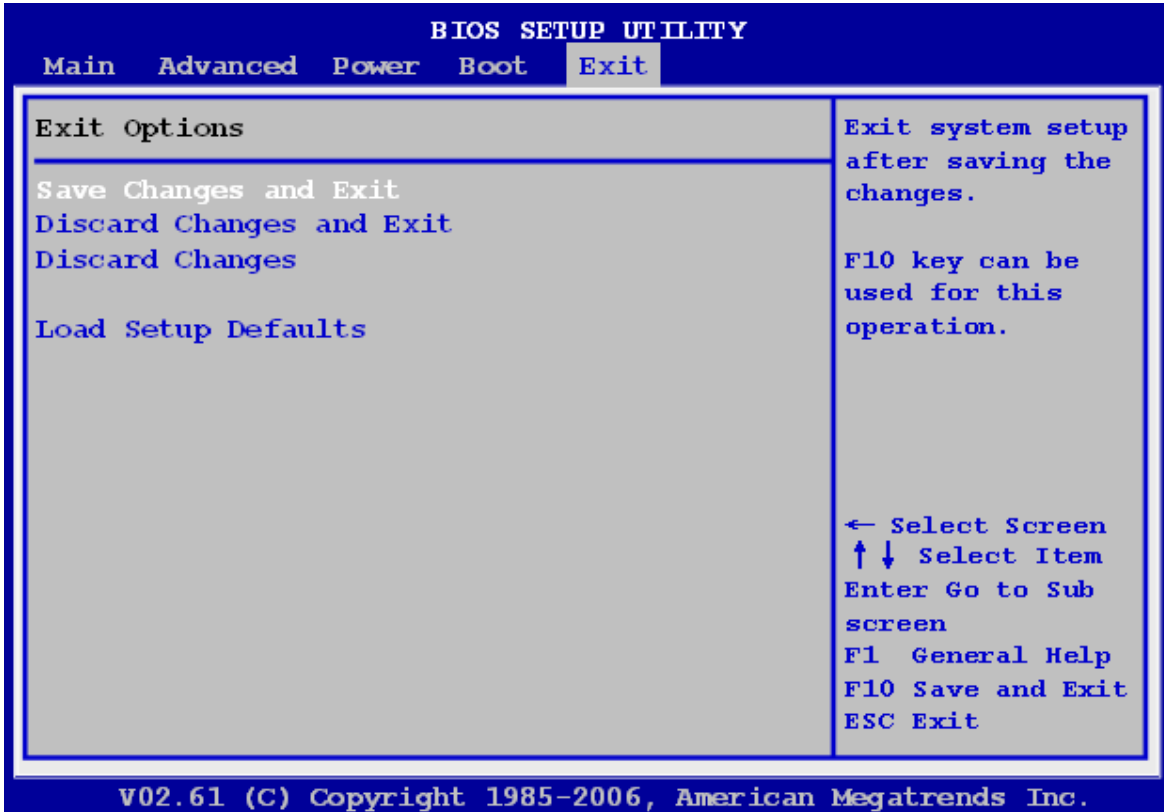 BIOS SETUP UTILITY
Main Advanced Power Boot Exit
Exit Options
Save Changes and Exit
Discard Changes and Exit
Discard Changes
Load Setup Defaults
Exit system setup
after saving the
changes.
F10 key can be
used for this
operation.
← Select Screen
↑↓ Select Item
Enter Go to Sub
screen
F1 General Help
F10 Save and Exit
ESC Exit
V02.61 (C) Copyright 1985-2006, American Megatrends Inc.